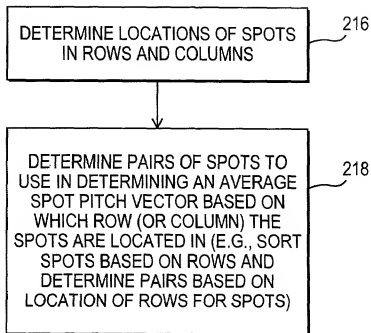 DETERMINE LOCATIONS OF SPOTS
IN ROWS AND COLUMNS
216
DETERMINE PAIRS OF SPOTS TO
USE IN DETERMINING AN AVERAGE
SPOT PITCH VECTOR BASED ON
WHICH ROW (OR COLUMN) THE
SPOTS ARE LOCATED IN (E.G., SORT
SPOTS BASED ON ROWS AND
DETERMINE PAIRS BASED ON
LOCATION OF ROWS FOR SPOTS)
218